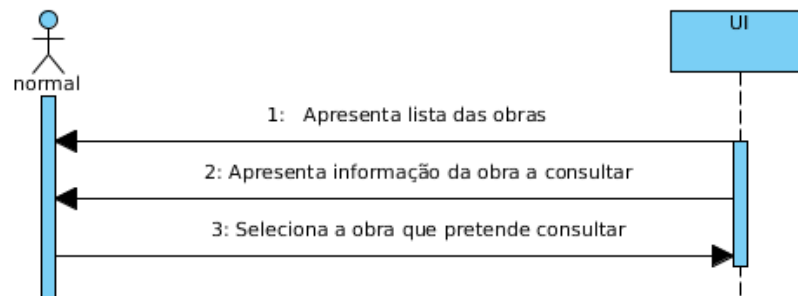 UI
normal
1:   Apresenta lista das obras
2: Apresenta informação da obra a consultar
3: Seleciona a obra que pretende consultar